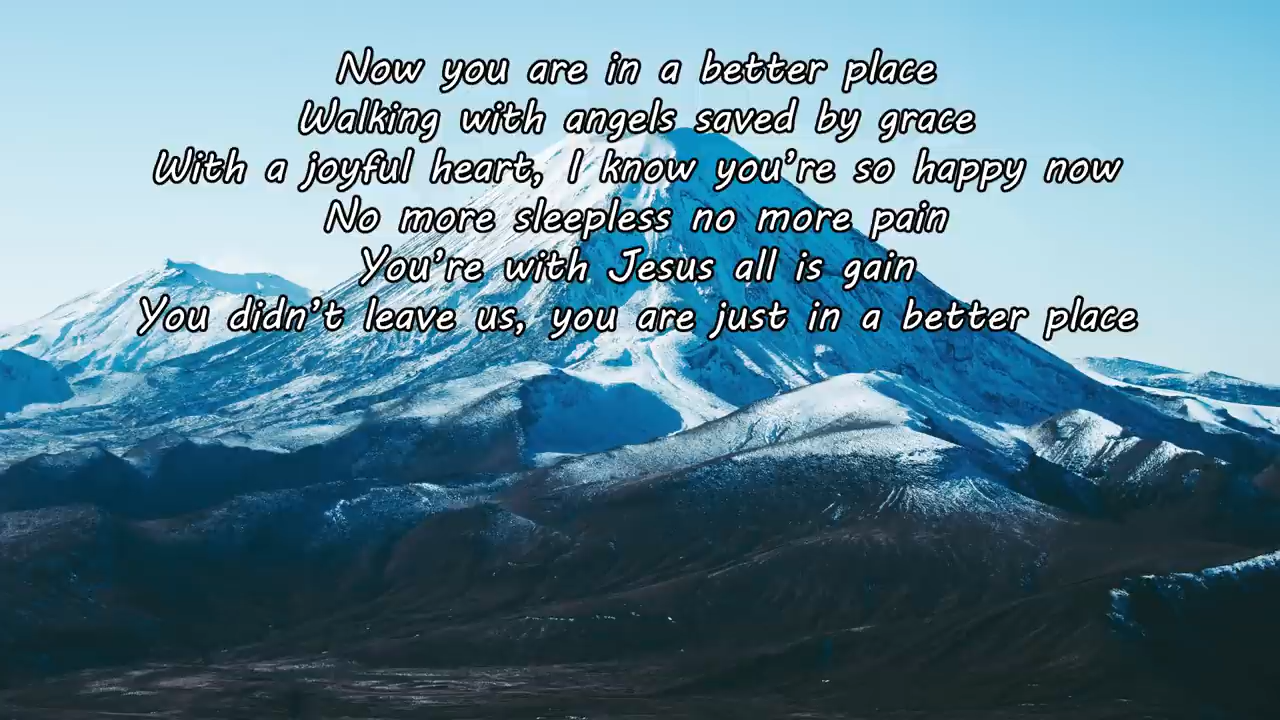 Now you are in a better place
Walking with angels saved by grace
With a joyful heart, I know you’re so happy now
No more sleepless no more pain
You’re with Jesus all is gain
You didn’t leave us, you are just in a better place